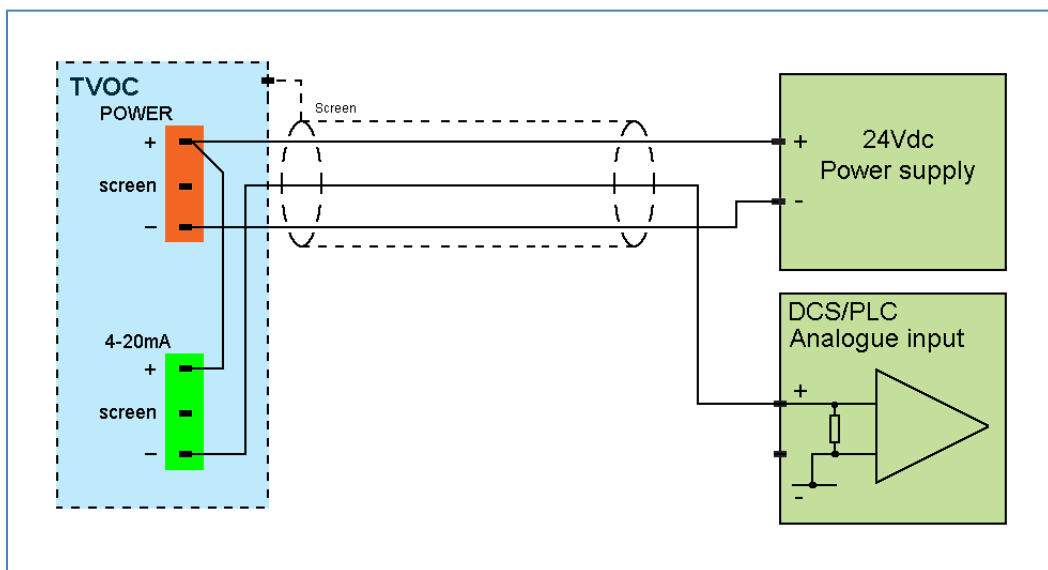 TVOC
POWER
+
screen
−
4-20mA
+
screen
−
Screen
24Vdc
Power supply
+
-
DCS/PLC
Analogue input
+
-